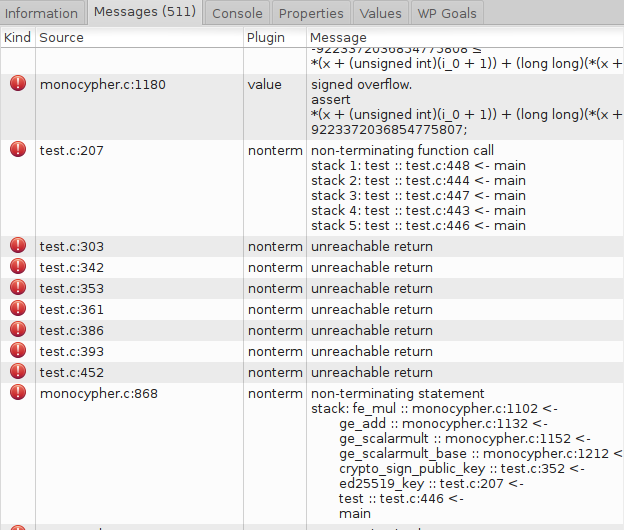 Information Messages (511) Console Properties Values WP Goals
Kind Source Plugin Message
-9223372036854775808 ≤
*(x + (unsigned int)(i_0 + 1)) + (long long)(*(x +
monocypher.c:1180 value signed overflow.
assert
*(x + (unsigned int)(i_0 + 1)) + (long long)(*(x +
9223372036854775807;
test.c:207 nonterm non-terminating function call
stack 1: test :: test.c:448 <- main
stack 2: test :: test.c:444 <- main
stack 3: test :: test.c:447 <- main
stack 4: test :: test.c:443 <- main
stack 5: test :: test.c:446 <- main
test.c:303 nonterm unreachable return
test.c:342 nonterm unreachable return
test.c:353 nonterm unreachable return
test.c:361 nonterm unreachable return
test.c:386 nonterm unreachable return
test.c:393 nonterm unreachable return
test.c:452 nonterm unreachable return
monocypher.c:868 nonterm non-terminating statement
stack: fe_mul :: monocypher.c:1102 <-
ge_add :: monocypher.c:1132 <-
ge_scalarmult :: monocypher.c:1152 <-
ge_scalarmult_base :: monocypher.c:1212 <
crypto_sign_public_key :: test.c:352 <-
ed25519_key :: test.c:207 <-
test :: test.c:446 <-
main